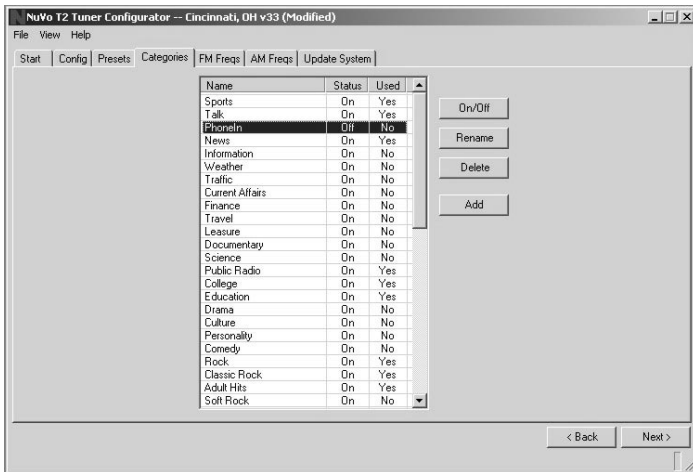 NuVo T2 Tuner Configurator -- Cincinnati, OH v33 (Modified)
File View Help
Start Config Presets Categories FM Freqs AM Freqs Update System
Name Status Used
Sports On Yes
Talk On Yes
PhoneIn Off No
News On Yes
Information On No
Weather On No
Traffic On No
Current Affairs On No
Finance On No
Travel On No
Leasure On No
Documentary On No
Science On No
Public Radio On Yes
College On Yes
Education On Yes
Drama On No
Culture On No
Personality On No
Comedy On No
Rock On Yes
Classic Rock On Yes
Adult Hits On Yes
Soft Rock On No
On/Off
Rename
Delete
Add
< Back Next >